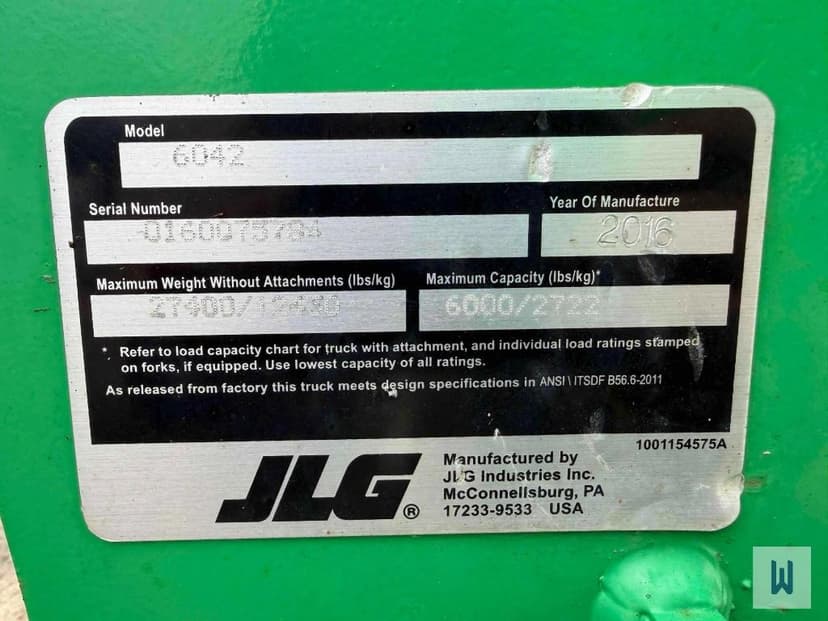 Model
6042
Serial Number
Year Of Manufacture
2016
Maximum Weight Without Attachments (lbs/kg)
Maximum Capacity (lbs/kg)*
27400/12430
6000/2722
* Refer to load capacity chart for truck with attachment, and individual load ratings stamped
on forks, if equipped. Use lowest capacity of all ratings.
As released from factory this truck meets design specifications in ANSI \ ITSDF B56.6-2011
1001154575A
JLG®
Manufactured by
JLG Industries Inc.
McConnellsburg, PA
17233-9533 USA
W